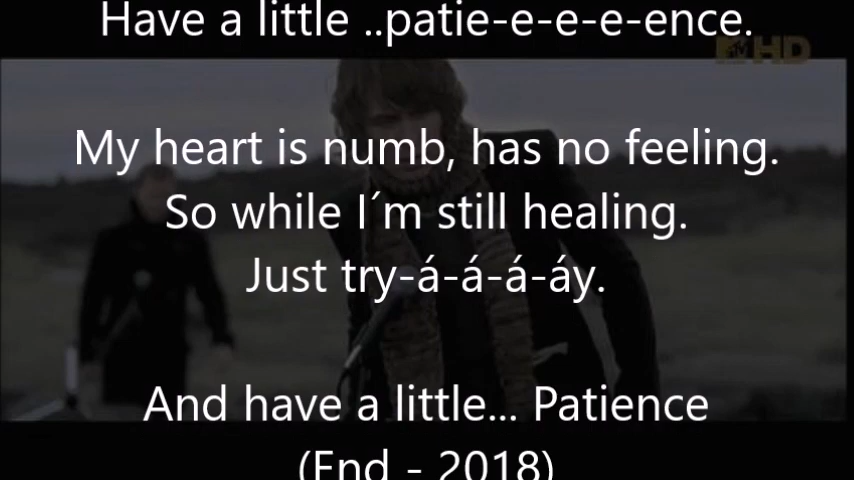 Have a little ..patie-e-e-e-ence.
MTV HD
My heart is numb, has no feeling.
So while I´m still healing.
Just try-á-á-á-áy.
And have a little... Patience
(End - 2018)